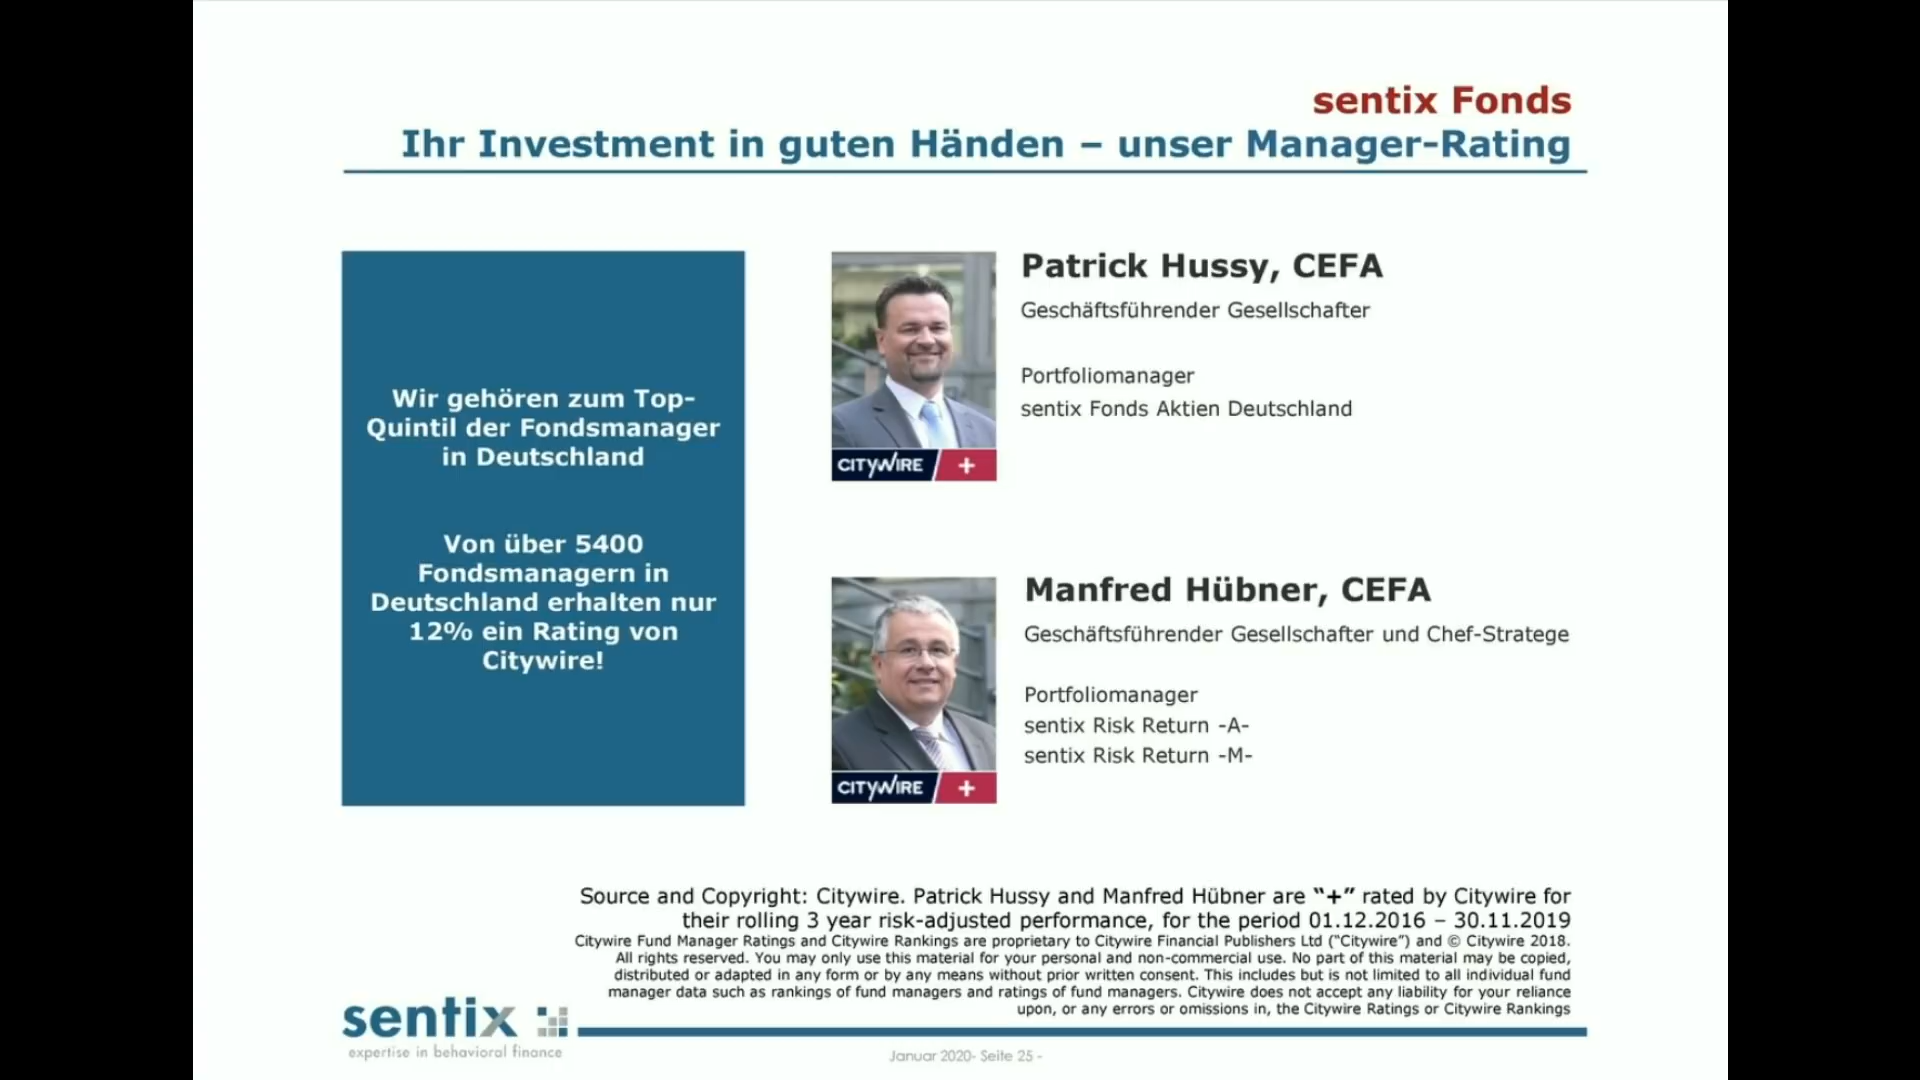 sentix Fonds
Ihr Investment in guten Händen – unser Manager-Rating
Wir gehören zum Top-
Quintil der Fondsmanager
in Deutschland
Von über 5400
Fondsmanagern in
Deutschland erhalten nur
12% ein Rating von
Citywire!
Patrick Hussy, CEFA
Geschäftsführender Gesellschafter
Portfoliomanager
sentix Fonds Aktien Deutschland
CITYWIRE +
Manfred Hübner, CEFA
Geschäftsführender Gesellschafter und Chef-Stratege
Portfoliomanager
sentix Risk Return -A-
sentix Risk Return -M-
CITYWIRE +
Source and Copyright: Citywire. Patrick Hussy and Manfred Hübner are “+” rated by Citywire for
their rolling 3 year risk-adjusted performance, for the period 01.12.2016 – 30.11.2019
Citywire Fund Manager Ratings and Citywire Rankings are proprietary to Citywire Financial Publishers Ltd (“Citywire”) and © Citywire 2018.
All rights reserved. You may only use this material for your personal and non-commercial use. No part of this material may be copied,
distributed or adapted in any form or by any means without prior written consent. This includes but is not limited to all individual fund
manager data such as rankings of fund managers and ratings of fund managers. Citywire does not accept any liability for your reliance
upon, or any errors or omissions in, the Citywire Ratings or Citywire Rankings
sentix
expertise in behavioral finance
Januar 2020- Seite 25 -